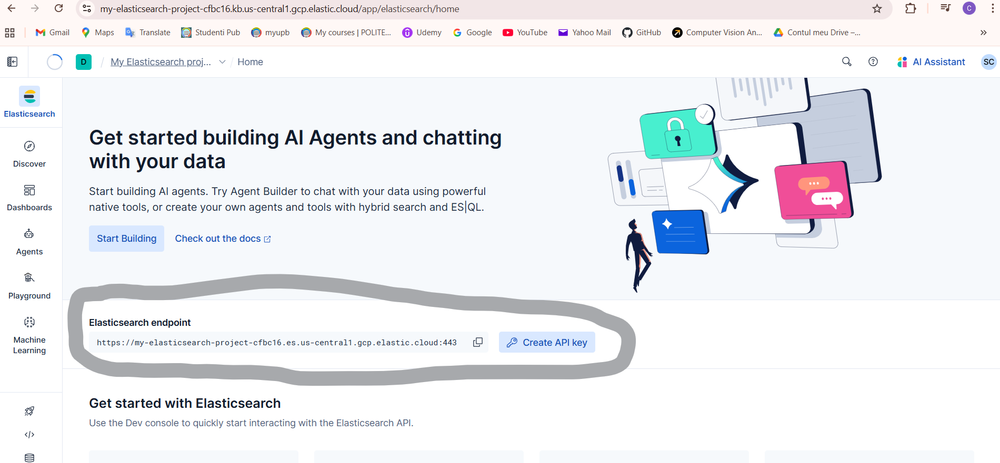 my-elasticsearch-project-cfbc16.kb.us-central1.gcp.elastic.cloud/app/elasticsearch/home
C
Gmail Maps Translate Studenti Pub myupb My courses | POLITE... Udemy Google YouTube Yahoo Mail GitHub Computer Vision An... Contul meu Drive –...
D / My Elasticsearch proj... / Home
AI Assistant
SC
Elasticsearch
Discover
Dashboards
Agents
Playground
Machine
Learning
Get started building AI Agents and chatting
with your data
Start building AI agents. Try Agent Builder to chat with your data using powerful
native tools, or create your own agents and tools with hybrid search and ES|QL.
Start Building Check out the docs
Elasticsearch endpoint
https://my-elasticsearch-project-cfbc16.es.us-central1.gcp.elastic.cloud:443
Create API key
Get started with Elasticsearch
Use the Dev console to quickly start interacting with the Elasticsearch API.